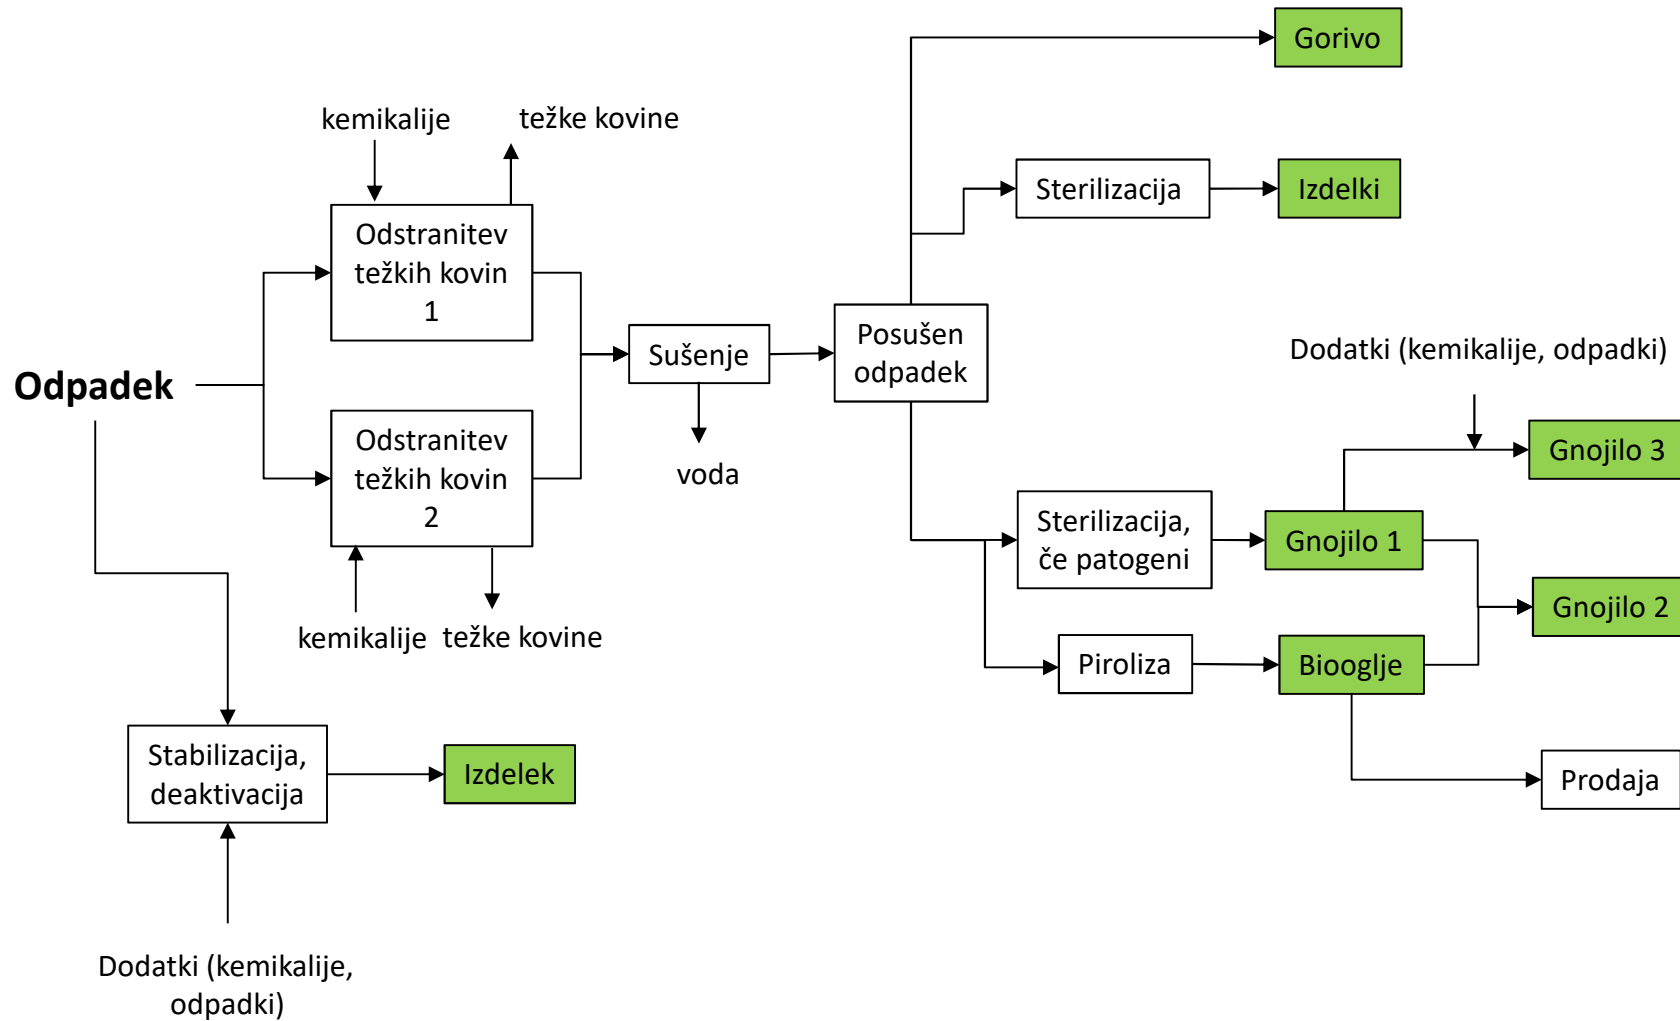 Gorivo
kemikalije
težke kovine
Sterilizacija
Izdelki
Odstranitev
težkih kovin
1
Sušenje
Posušen
odpadek
Dodatki (kemikalije, odpadki)
Odpadek
Odstranitev
težkih kovin
2
voda
Gnojilo 3
Sterilizacija,
če patogeni
Gnojilo 1
Gnojilo 2
kemikalije
težke kovine
Piroliza
Biooglje
Stabilizacija,
deaktivacija
Izdelek
Prodaja
Dodatki (kemikalije,
odpadki)